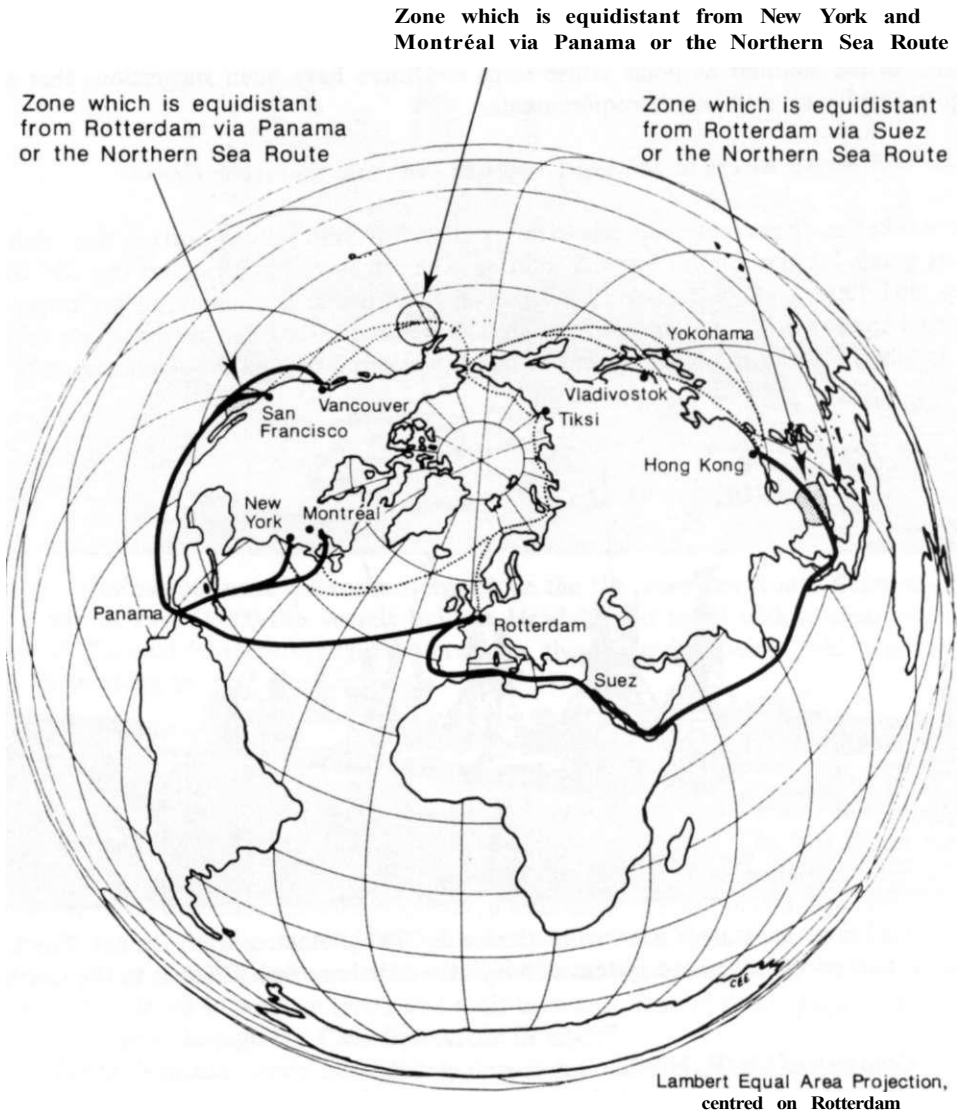 Zone which is equidistant from New York and
Montréal via Panama or the Northern Sea Route
Zone which is equidistant
from Rotterdam via Panama
or the Northern Sea Route
Zone which is equidistant
from Rotterdam via Suez
or the Northern Sea Route
Yokohama
Vladivostok
Tiksi
Vancouver
San
Francisco
Hong Kong
New
York
Montréal
Panama
Rotterdam
Suez
Lambert Equal Area Projection,
centred on Rotterdam